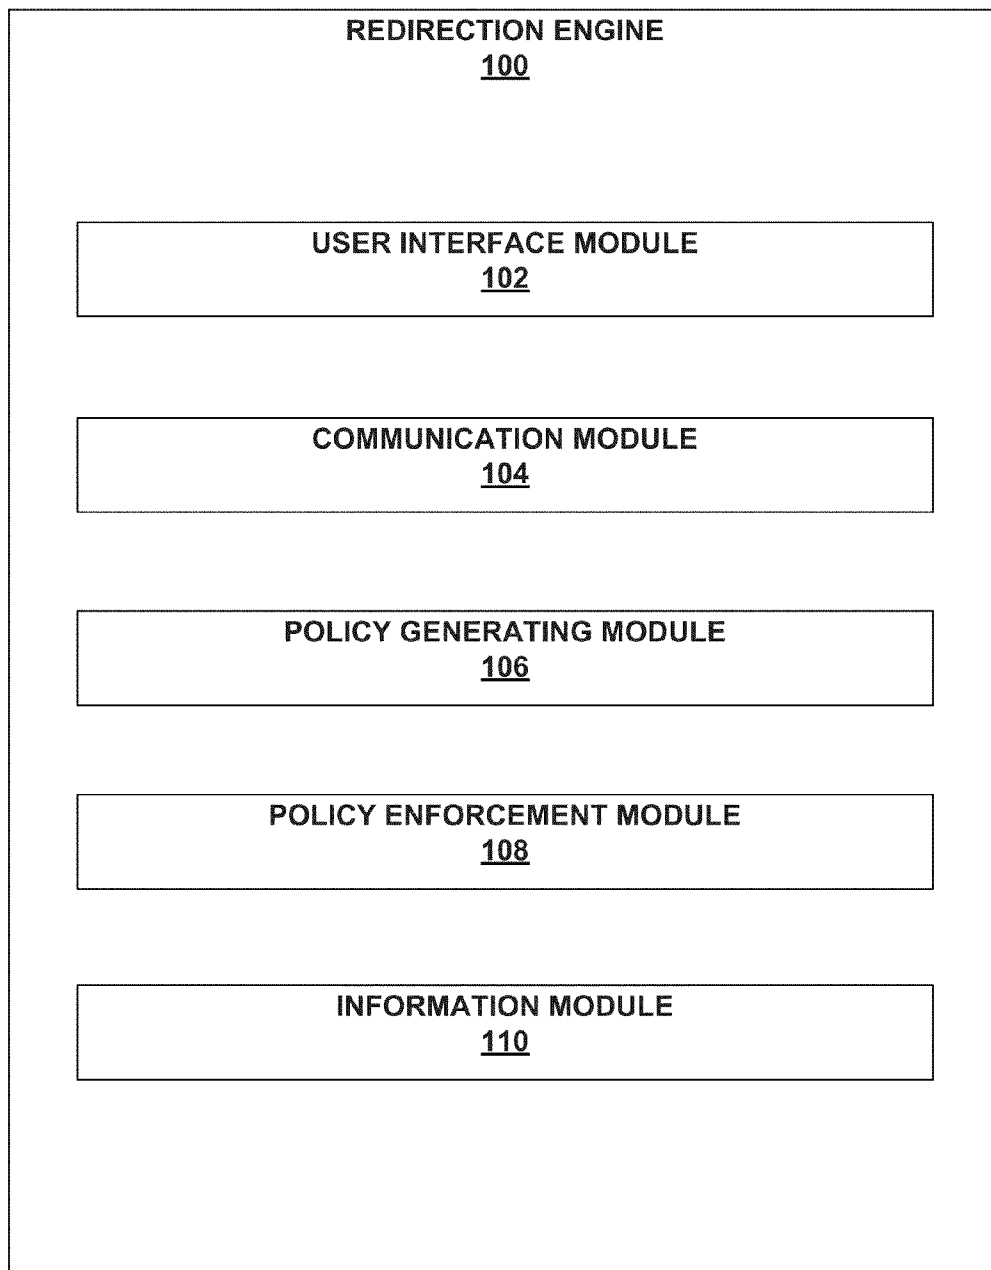 REDIRECTION ENGINE
100
USER INTERFACE MODULE
102
COMMUNICATION MODULE
104
POLICY GENERATING MODULE
106
POLICY ENFORCEMENT MODULE
108
INFORMATION MODULE
110